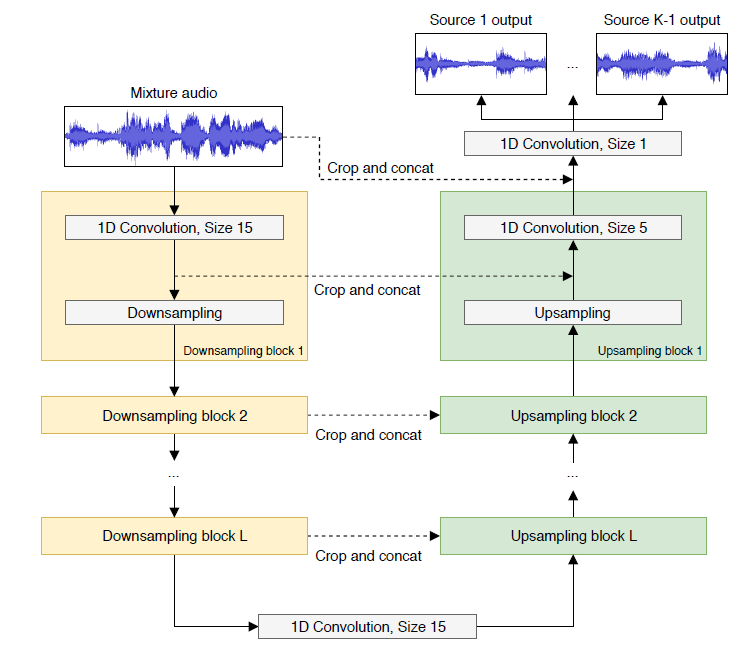 Source 1 output
Source K-1 output
...
Mixture audio
1D Convolution, Size 1
Crop and concat
1D Convolution, Size 15
1D Convolution, Size 5
Crop and concat
Downsampling
Upsampling
Downsampling block 1
Upsampling block 1
Downsampling block 2
Upsampling block 2
Crop and concat
...
...
Downsampling block L
Upsampling block L
Crop and concat
1D Convolution, Size 15